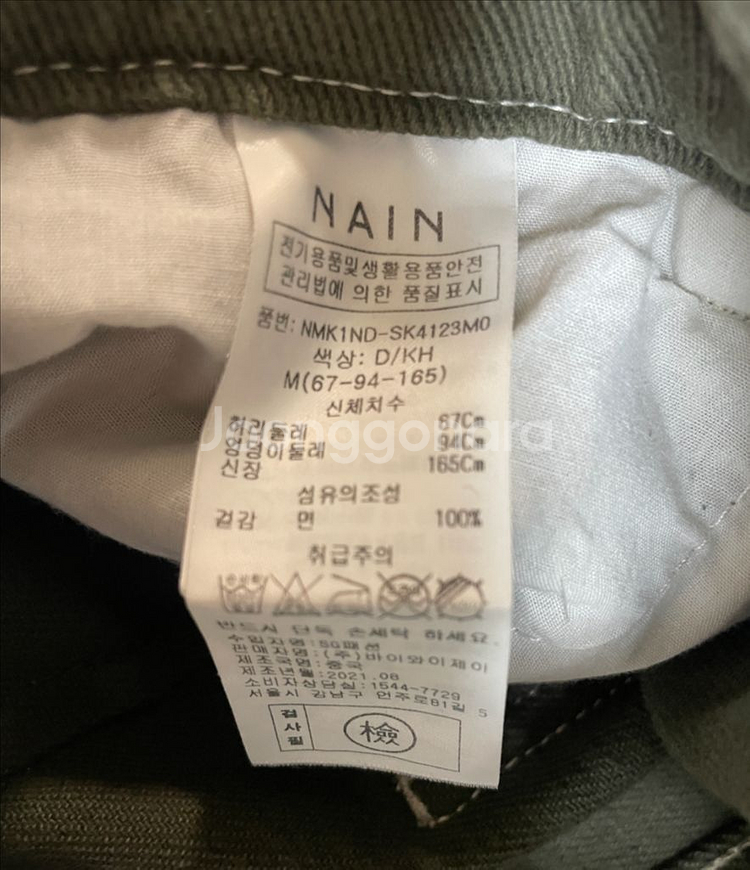 NAIN
전기용품및생활용품안전
관리법에 의한 품질표시
품번: NMK1ND-SK4123M0
색상: D/KH
M(67-94-165)
신체치수
허리둘레 67Cm
엉덩이둘레 94Cm
신장 165Cm
Joonggonara
섬유의조성
겉감 면 100%
취급주의
손세탁
반드시 단독 손세탁 하세요.
수입자명:SG패션
판매자명:(주)바이와이제이
제조국명:중국
제조년월:2021.08
소비자상담실:1544-7729
서울시 강남구 언주로81길 5
검사필
檢